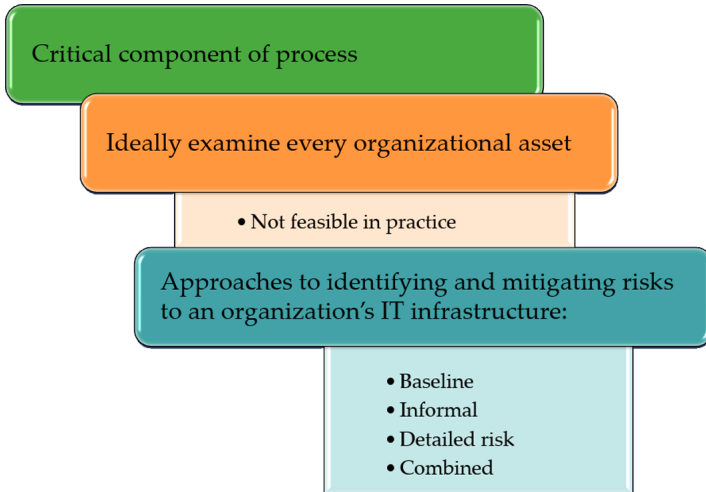 Critical component of process
Ideally examine every organizational asset
• Not feasible in practice
Approaches to identifying and mitigating risks
to an organization’s IT infrastructure:
• Baseline
• Informal
• Detailed risk
• Combined